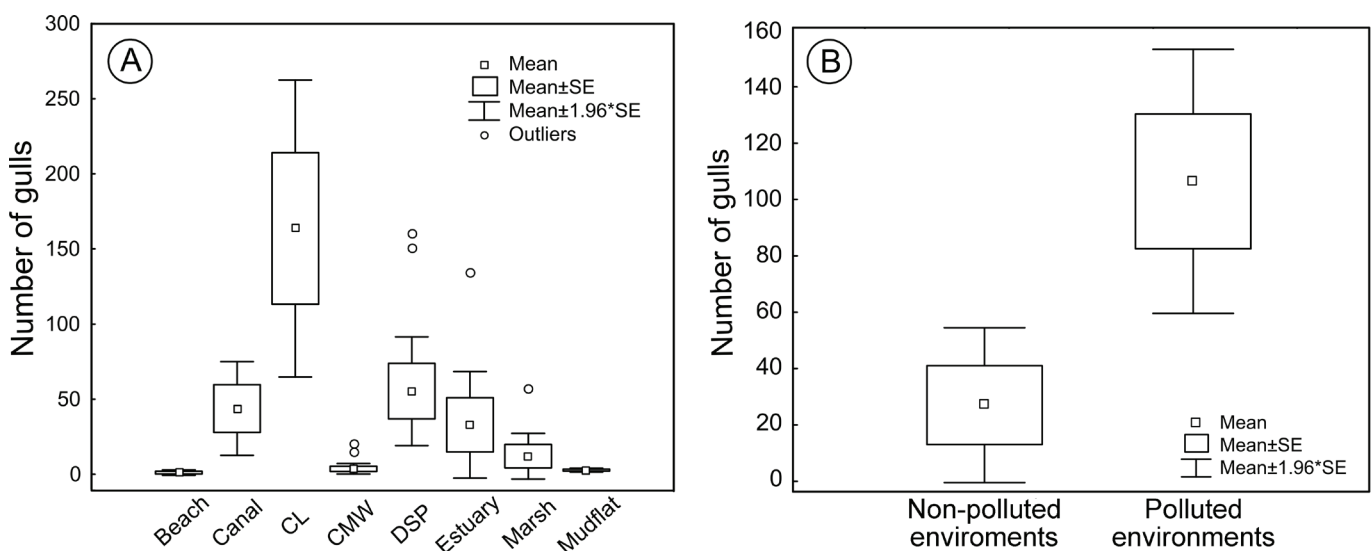 A
Number of gulls
300
250
200
150
100
50
0
Mean
Mean±SE
Mean±1.96*SE
Outliers
Beach
Canal
CL
CMW
DSP
Estuary
Marsh
Mudflat
B
Number of gulls
160
140
120
100
80
60
40
20
0
Mean
Mean±SE
Mean±1.96*SE
Non-polluted
enviroments
Polluted
environments